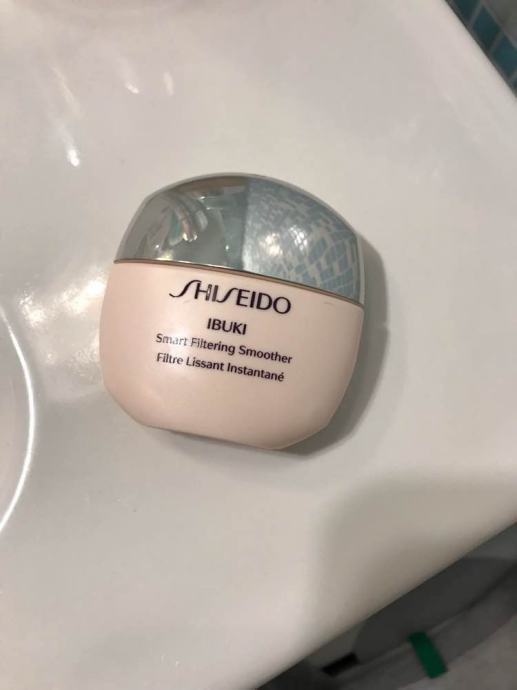 SHISEIDO
IBUKI
Smart Filtering Smoother
Filtre Lissant Instantané